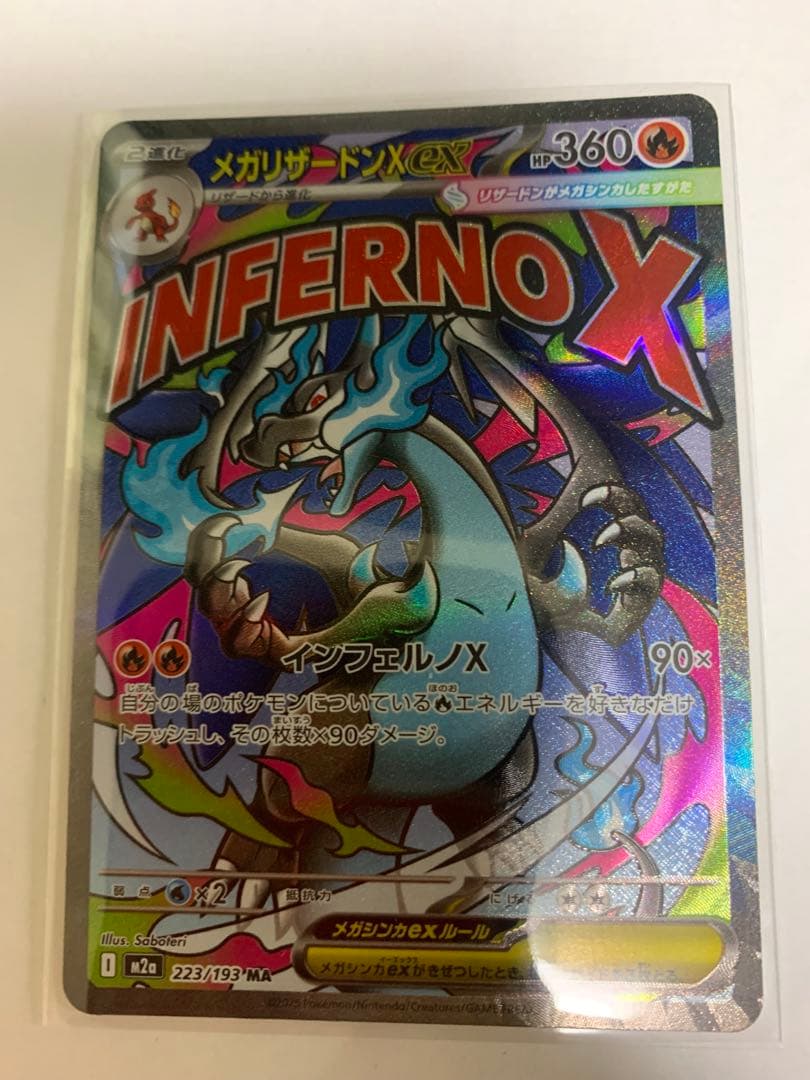 2進化 メガリザードンXex HP360
リザードから進化 リザードンがメガシンカしたすがた
INFERNO X
インフェルノX 90×
自分の場のポケモンについているエネルギーを好きなだけ
トラッシュし、その枚数×90ダメージ。
弱点 ×2 抵抗力 にげる
メガシンカexルール
メガシンカexがきぜつしたとき、
Illus. Saboteri
I m2a 223/193 MA
©2025 Pokémon/Nintendo/Creatures/GAME FREAK